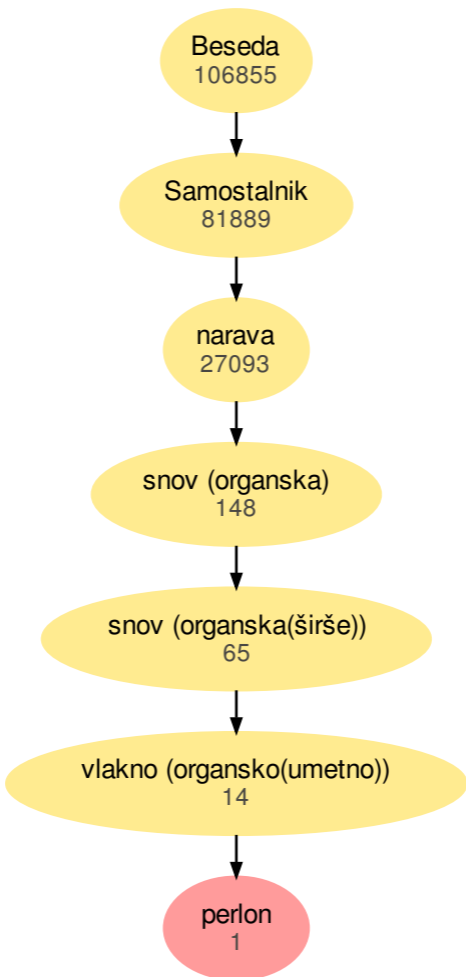 Beseda
106855
Samostalnik
81889
narava
27093
snov (organska)
148
snov (organska(širše))
65
vlakno (organsko(umetno))
14
perlon
1